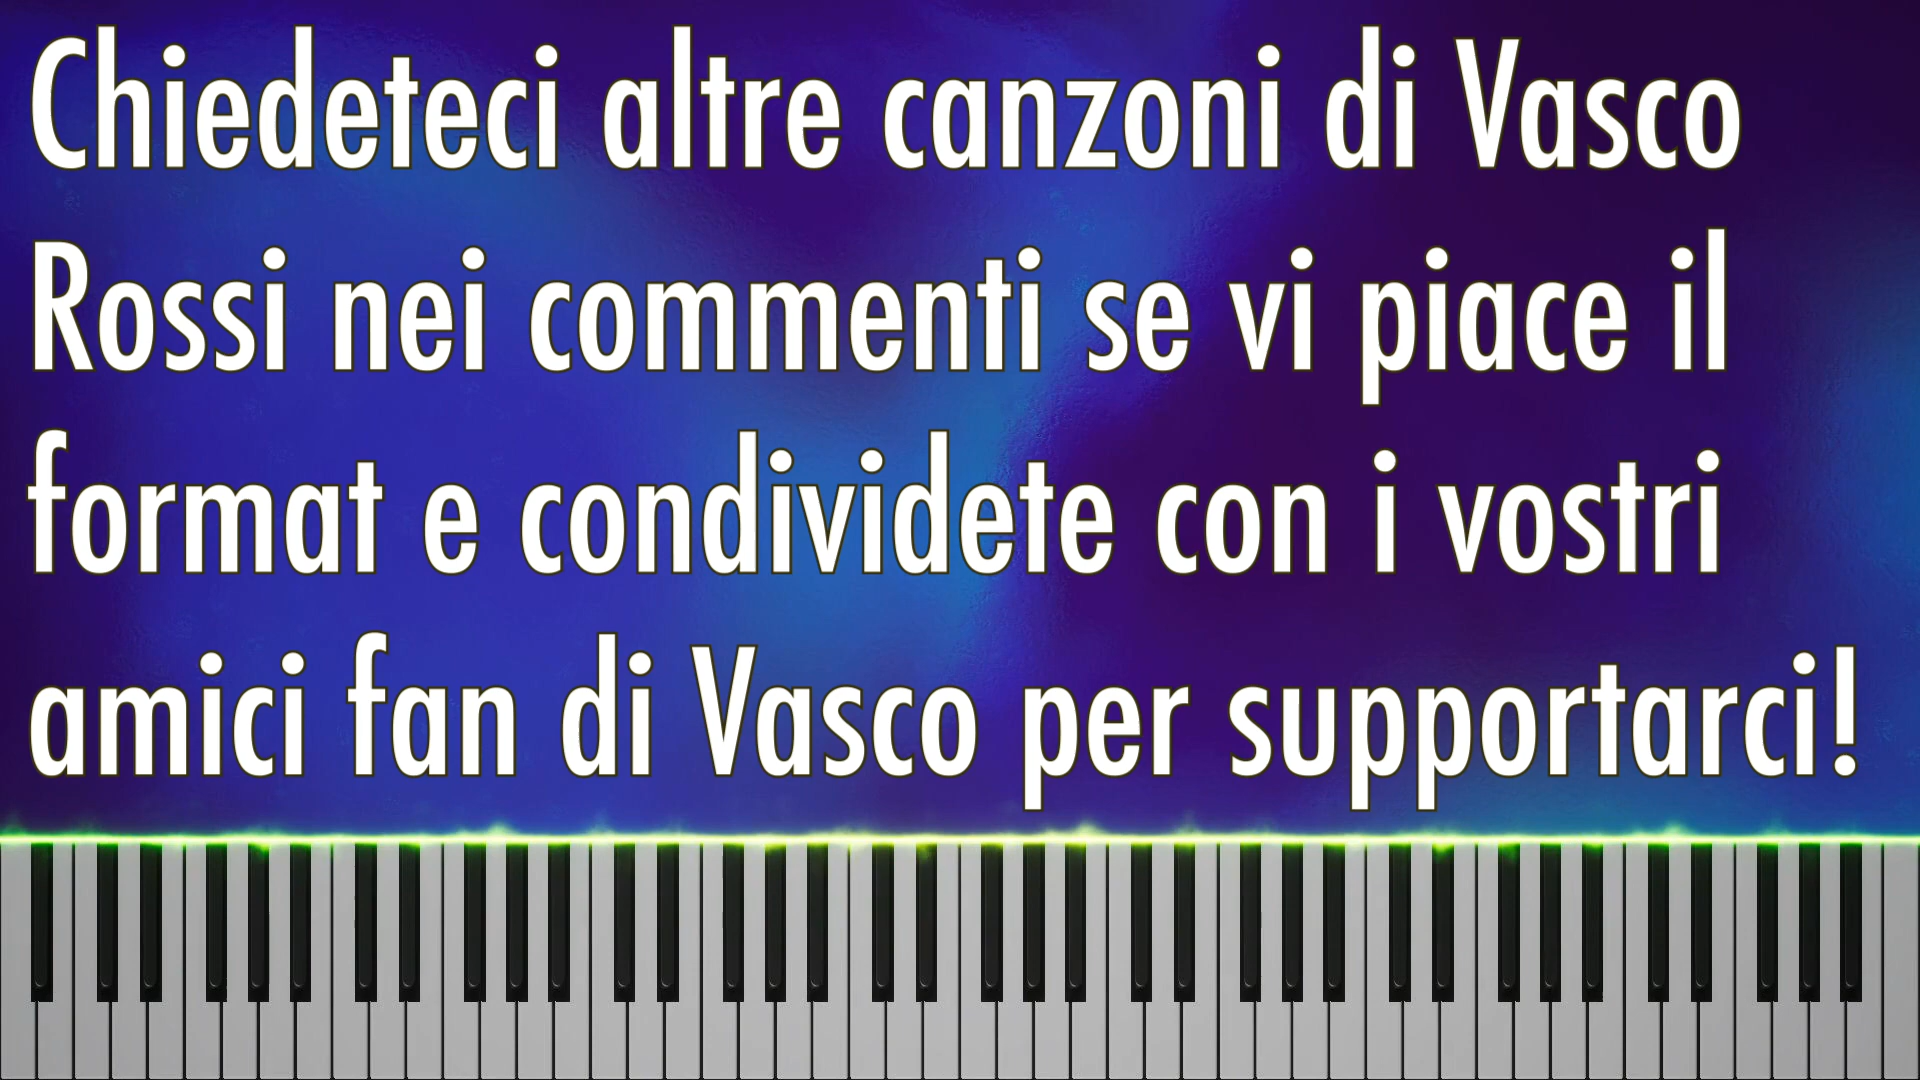 Chiedeteci altre canzoni di Vasco
Rossi nei commenti se vi piace il
format e condividete con i vostri
amici fan di Vasco per supportarci!